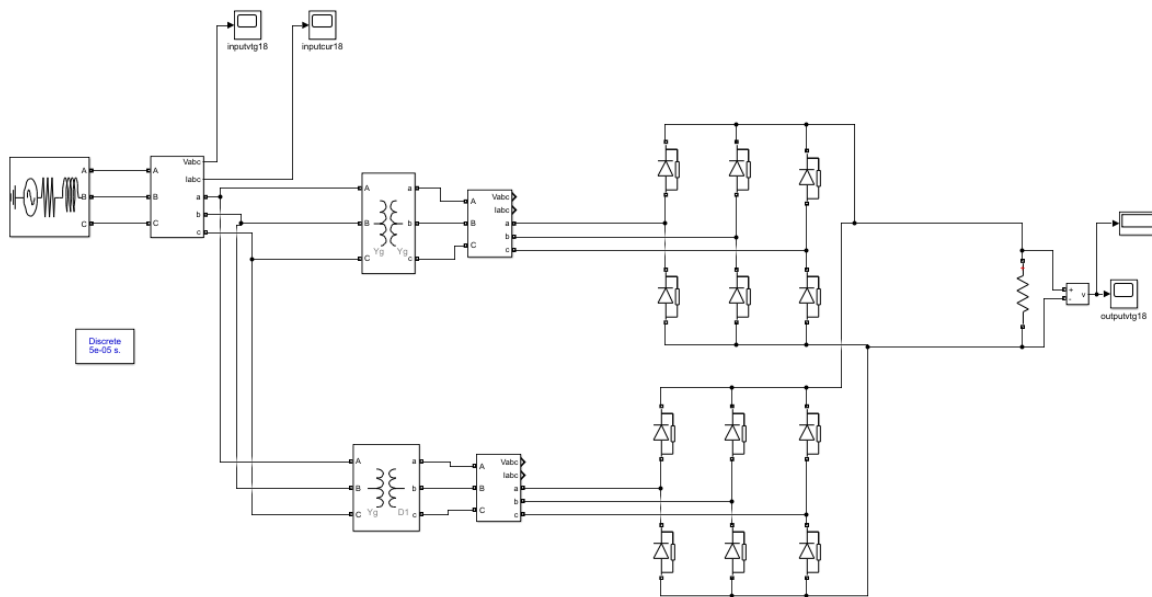 inputvtg18
inputcur18
A
B
C
A
B
C
Vabc
Iabc
a
b
c
A
B
C
Yg
Yg
a
b
c
A
B
C
Vabc
Iabc
a
b
c
+
+
-
v
outputvtg18
Discrete
5e-05 s.
A
B
C
Yg
D1
a
b
c
A
B
C
Vabc
Iabc
a
b
c